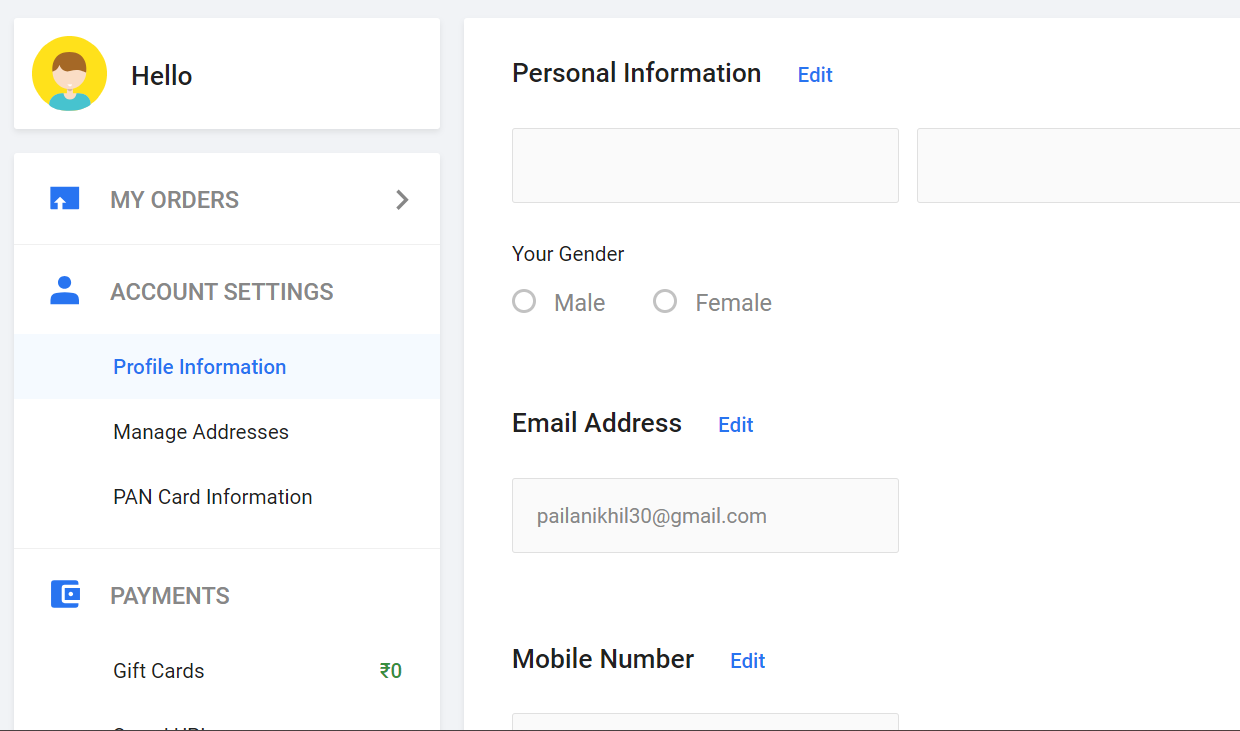 Hello
MY ORDERS
ACCOUNT SETTINGS
Profile Information
Manage Addresses
PAN Card Information
PAYMENTS
Gift Cards ₹0
Personal Information Edit
Your Gender
Male Female
Email Address Edit
pailanikhil30@gmail.com
Mobile Number Edit